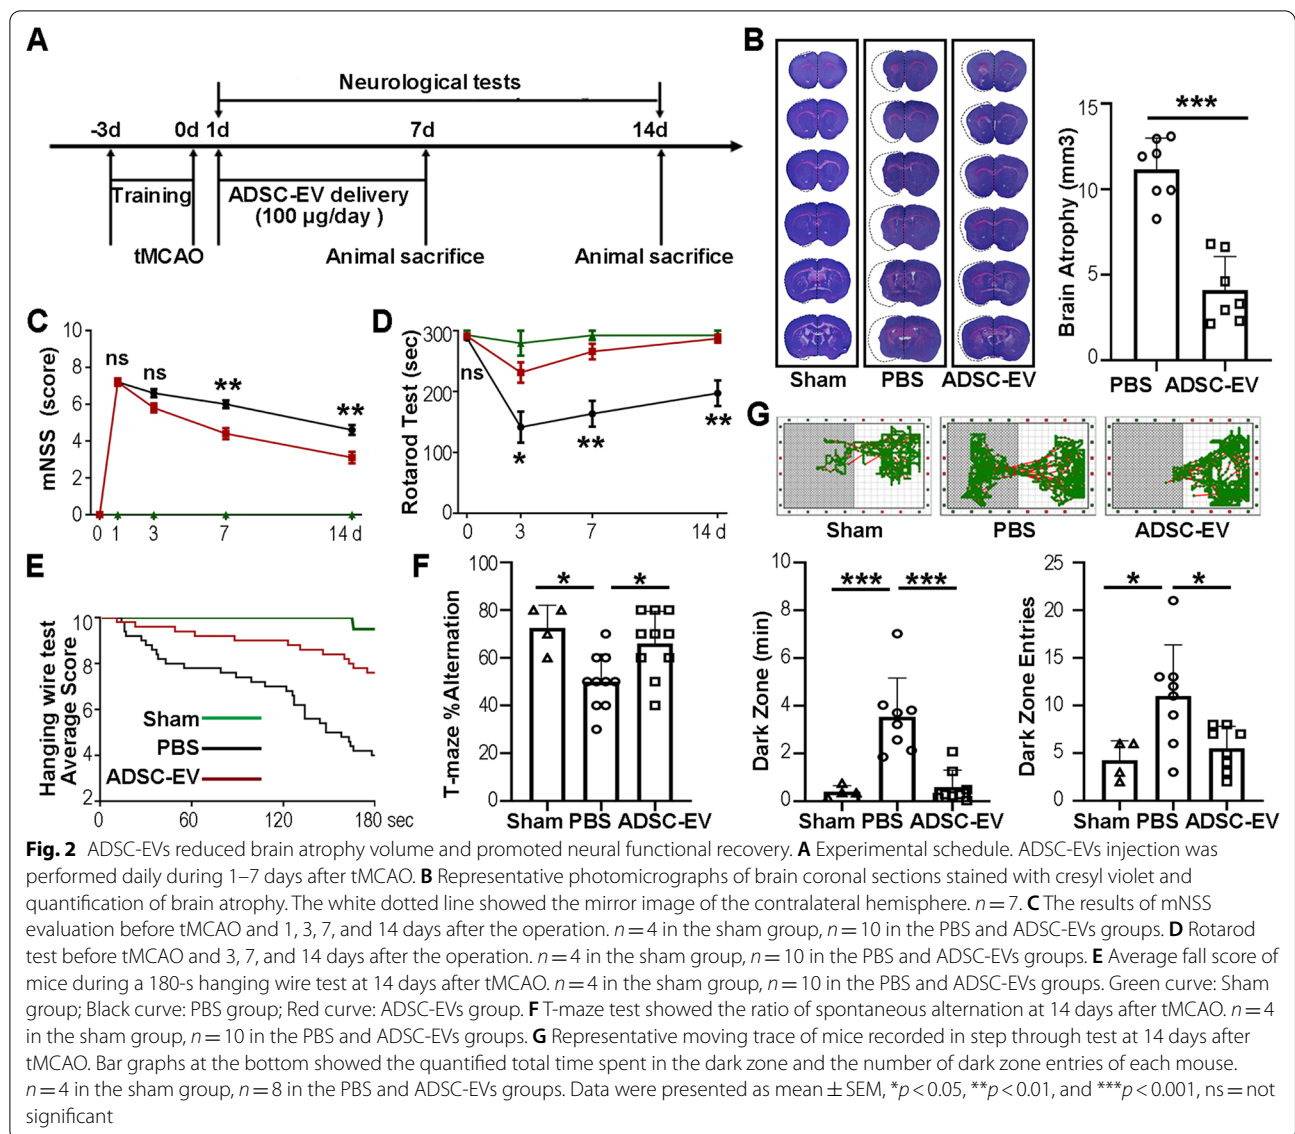 A
Neurological tests
-3d 0d 1d 7d 14d
Training
ADSC-EV delivery
(100 µg/day )
tMCAO Animal sacrifice Animal sacrifice
B
Sham PBS ADSC-EV
Brain Atrophy (mm3)
15
10
5
0
***
PBS ADSC-EV
C
mNSS (score)
10
8
6
4
2
0
ns
ns
**
**
0 1 3 7 14 d
D
Rotarod Test (sec)
300
200
100
0
ns
*
**
**
0 3 7 14 d
G
Sham PBS ADSC-EV
E
Hanging wire test
Average Score
10
8
6
4
2
Sham
PBS
ADSC-EV
0 60 120 180 sec
F
T-maze %Alternation
100
80
60
40
20
0
* *
Sham PBS ADSC-EV
Dark Zone (min)
10
8
6
4
2
0
*** ***
Sham PBS ADSC-EV
Dark Zone Entries
25
20
15
10
5
0
* *
Sham PBS ADSC-EV
Fig. 2 ADSC-EVs reduced brain atrophy volume and promoted neural functional recovery. A Experimental schedule. ADSC-EVs injection was
performed daily during 1–7 days after tMCAO. B Representative photomicrographs of brain coronal sections stained with cresyl violet and
quantification of brain atrophy. The white dotted line showed the mirror image of the contralateral hemisphere. n = 7. C The results of mNSS
evaluation before tMCAO and 1, 3, 7, and 14 days after the operation. n = 4 in the sham group, n = 10 in the PBS and ADSC-EVs groups. D Rotarod
test before tMCAO and 3, 7, and 14 days after the operation. n = 4 in the sham group, n = 10 in the PBS and ADSC-EVs groups. E Average fall score of
mice during a 180-s hanging wire test at 14 days after tMCAO. n = 4 in the sham group, n = 10 in the PBS and ADSC-EVs groups. Green curve: Sham
group; Black curve: PBS group; Red curve: ADSC-EVs group. F T-maze test showed the ratio of spontaneous alternation at 14 days after tMCAO. n = 4
in the sham group, n = 10 in the PBS and ADSC-EVs groups. G Representative moving trace of mice recorded in step through test at 14 days after
tMCAO. Bar graphs at the bottom showed the quantified total time spent in the dark zone and the number of dark zone entries of each mouse.
n = 4 in the sham group, n = 8 in the PBS and ADSC-EVs groups. Data were presented as mean ± SEM, *p < 0.05, **p < 0.01, and ***p < 0.001, ns = not
significant